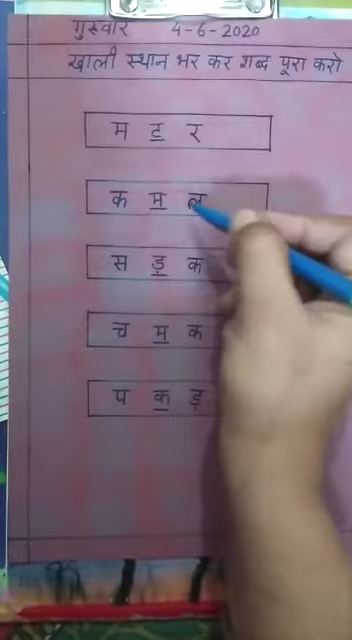 गुरुवार 4-6-2020
खाली स्थान भर कर शब्द पूरा करो
म ट र
क म ल
स ड़ क
च म क
प क ड़